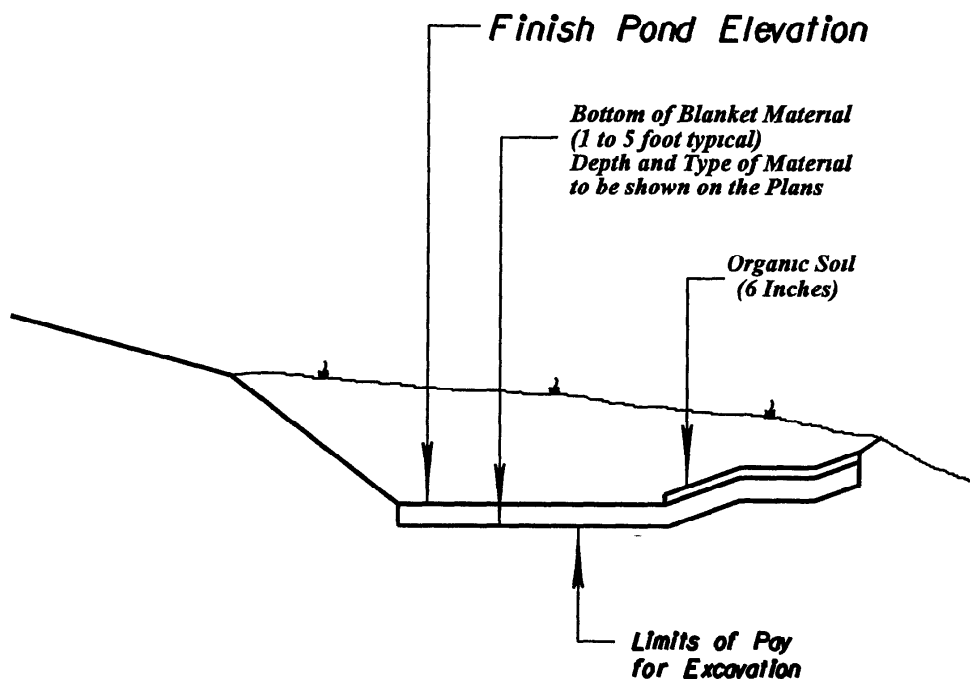 Finish Pond Elevation
Bottom of Blanket Material
(1 to 5 foot typical)
Depth and Type of Material
to be shown on the Plans
Organic Soil
(6 Inches)
Limits of Pay
for Excavation